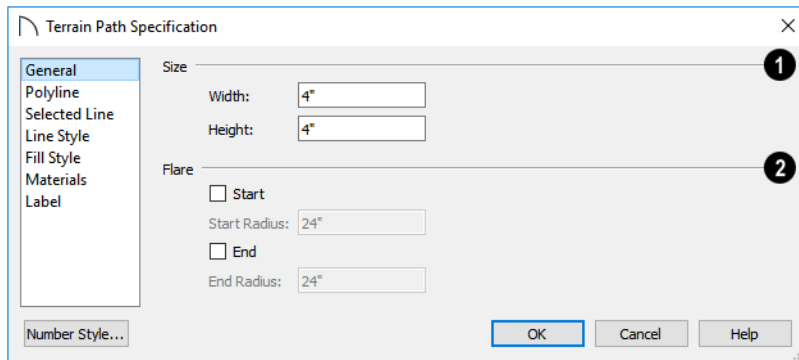 Terrain Path Specification
General
Polyline
Selected Line
Line Style
Fill Style
Materials
Label
Size
1
Width: 4"
Height: 4"
Flare
2
Start
Start Radius: 24"
End
End Radius: 24"
Number Style...
OK
Cancel
Help